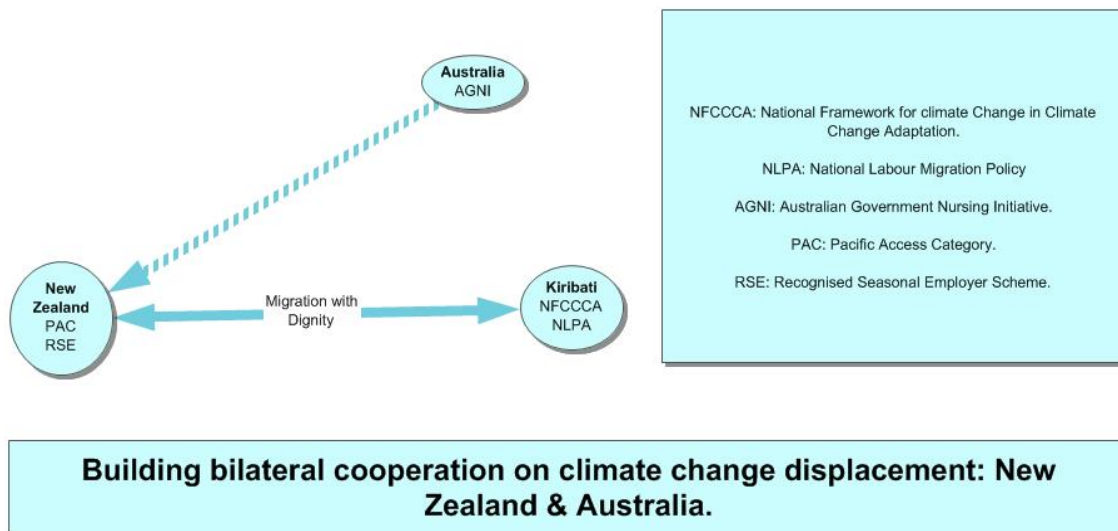 Australia
AGNI
New
Zealand
PAC
RSE
Migration with
Dignity
Kiribati
NFCCCA
NLPA
NFCCCA: National Framework for climate Change in Climate
Change Adaptation.
NLPA: National Labour Migration Policy
AGNI: Australian Government Nursing Initiative.
PAC: Pacific Access Category.
RSE: Recognised Seasonal Employer Scheme.
Building bilateral cooperation on climate change displacement: New
Zealand & Australia.